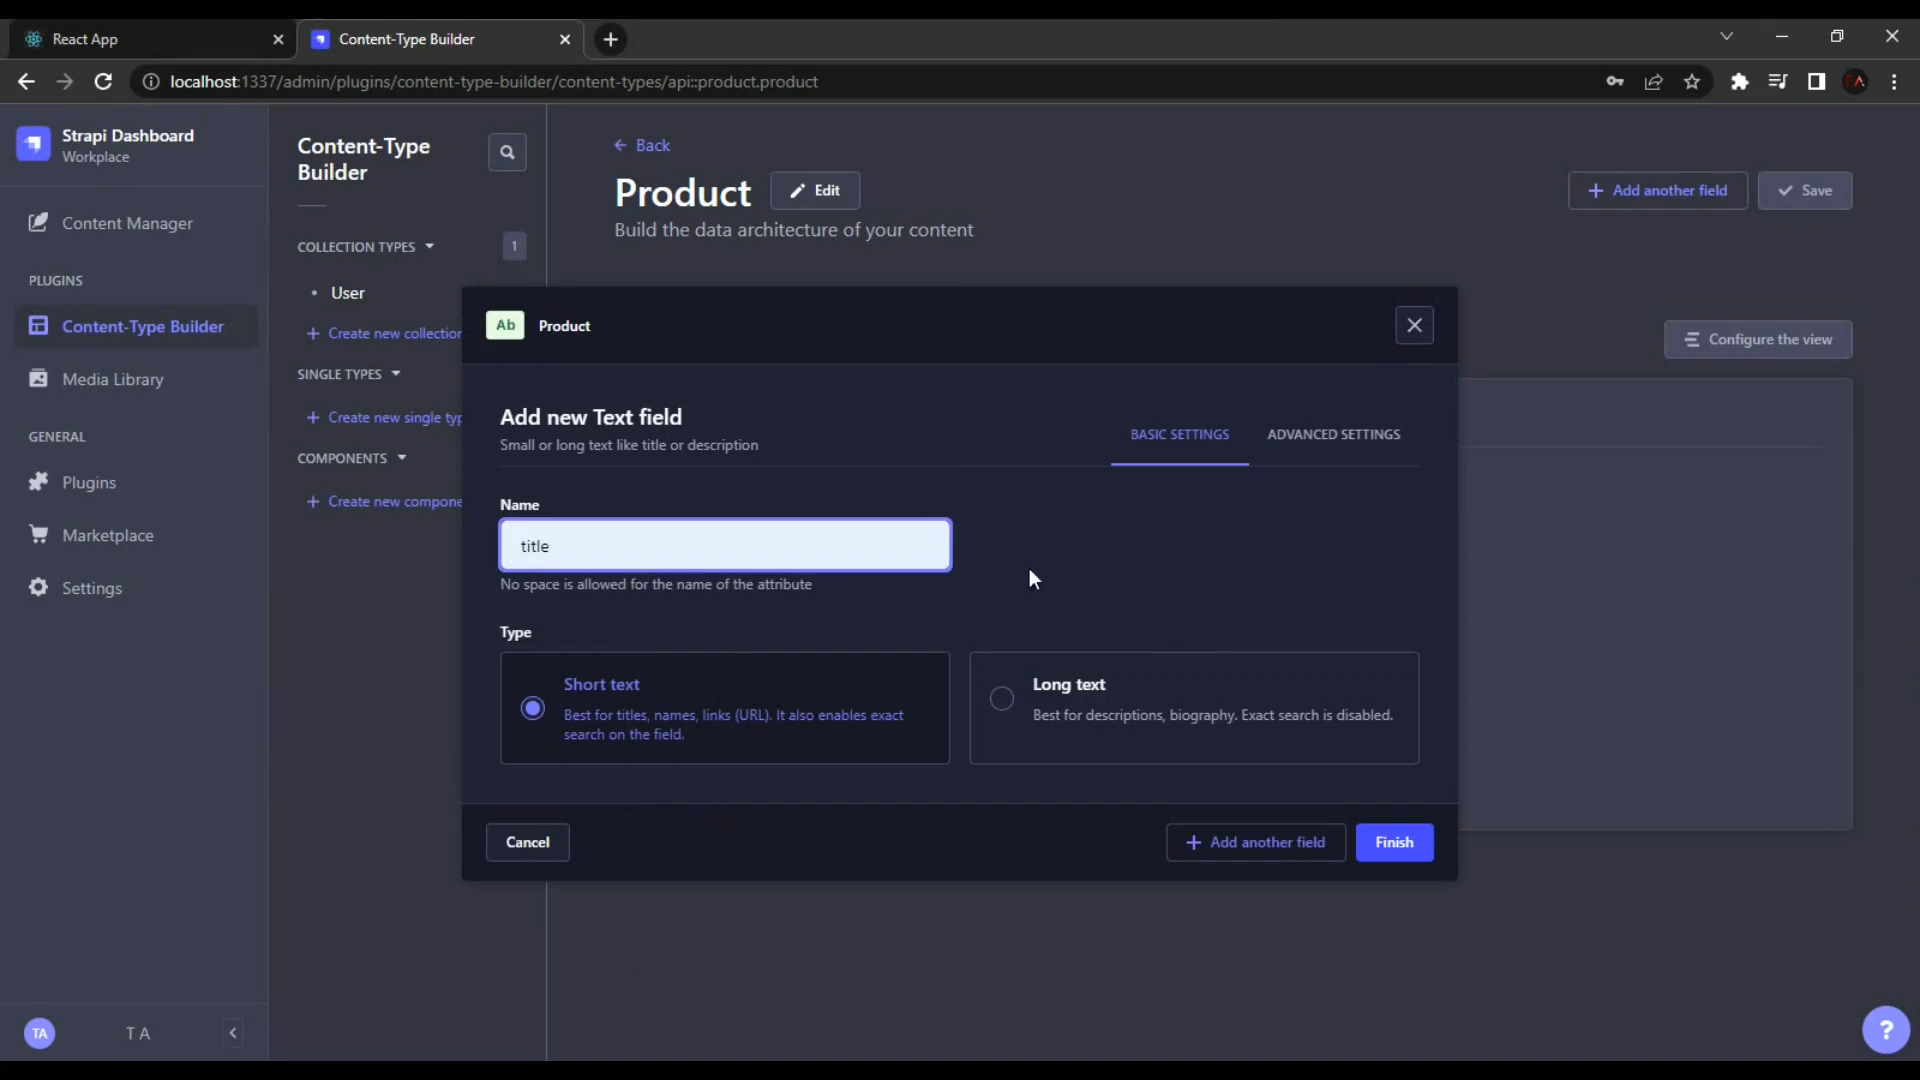 React App
Content-Type Builder
localhost:1337/admin/plugins/content-type-builder/content-types/api::product.product
Strapi Dashboard
Workplace
Content Manager
PLUGINS
Content-Type Builder
Media Library
GENERAL
Plugins
Marketplace
Settings
TA
T A
Content-Type
Builder
COLLECTION TYPES
1
User
Create new collection
SINGLE TYPES
Create new single typ
COMPONENTS
Create new compone
Back
Product
Edit
Build the data architecture of your content
Add another field
Save
Configure the view
Ab
Product
Add new Text field
Small or long text like title or description
BASIC SETTINGS
ADVANCED SETTINGS
Name
title
No space is allowed for the name of the attribute
Type
Short text
Best for titles, names, links (URL). It also enables exact
search on the field.
Long text
Best for descriptions, biography. Exact search is disabled.
Cancel
Add another field
Finish
?